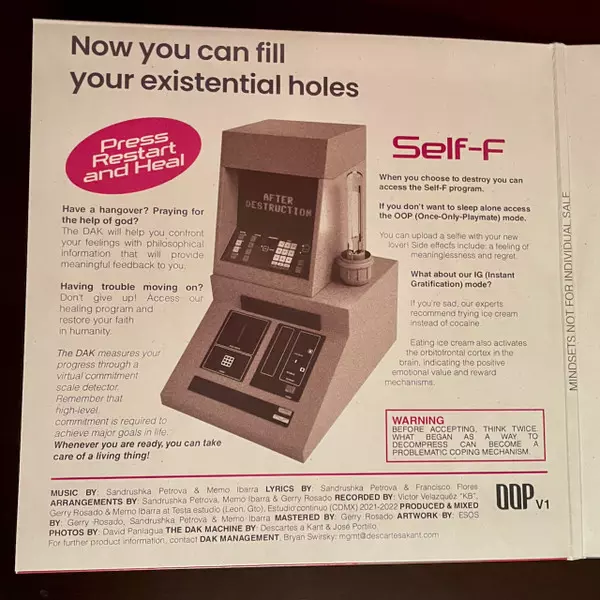 Now you can fill
your existential holes
Press
Restart
and Heal
Have a hangover? Praying for
the help of god?
The DAK will help you confront
your feelings with philosophical
information that will provide
meaningful feedback to you.
Having trouble moving on?
Don't give up! Access our
healing program and
restore your faith
in humanity.
The DAK measures your
progress through a
virtual commitment
scale detector.
Remember that
high-level
commitment is required to
achieve major goals in life.
Whenever you are ready, you can take
care of a living thing!
AFTER
DESTRUCTION
Self-F
When you choose to destroy you can
access the Self-F program.
If you don't want to sleep alone access
the OOP (Once-Only-Playmate) mode.
You can upload a selfie with your new
lover! Side effects include: a feeling of
meaninglessness and regret.
What about our IG (Instant
Gratification) mode?
If you're sad, our experts
recommend trying ice cream
instead of cocaine.
Eating ice cream also activates
the orbitofrontal cortex in the
brain, indicating the positive
emotional value and reward
mechanisms.
WARNING
BEFORE ACCEPTING, THINK TWICE.
WHAT BEGAN AS A WAY TO
DECOMPRESS CAN BECOME A
PROBLEMATIC COPING MECHANISM.
MINDSETS NOT FOR INDIVIDUAL SALE
MUSIC BY: Sandrushka Petrova & Memo Ibarra LYRICS BY: Sandrushka Petrova & Francisco Flores
ARRANGEMENTS BY: Sandrushka Petrova, Memo Ibarra & Gerry Rosado RECORDED BY: Victor Velazquéz "KB",
Gerry Rosado & Memo Ibarra at Testa estudio (Leon, Gto), Estudio continuo (CDMX) 2021-2022 PRODUCED & MIXED
BY: Gerry Rosado, Sandrushka Petrova & Memo Ibarra MASTERED BY: Gerry Rosado ARTWORK BY: ESOS
PHOTOS BY: David Paniagua THE DAK MACHINE BY: Descartes a Kant & José Portillo
For further product information, contact DAK MANAGEMENT, Bryan Swirsky: mgmt@descartesakant.com
OOP V1